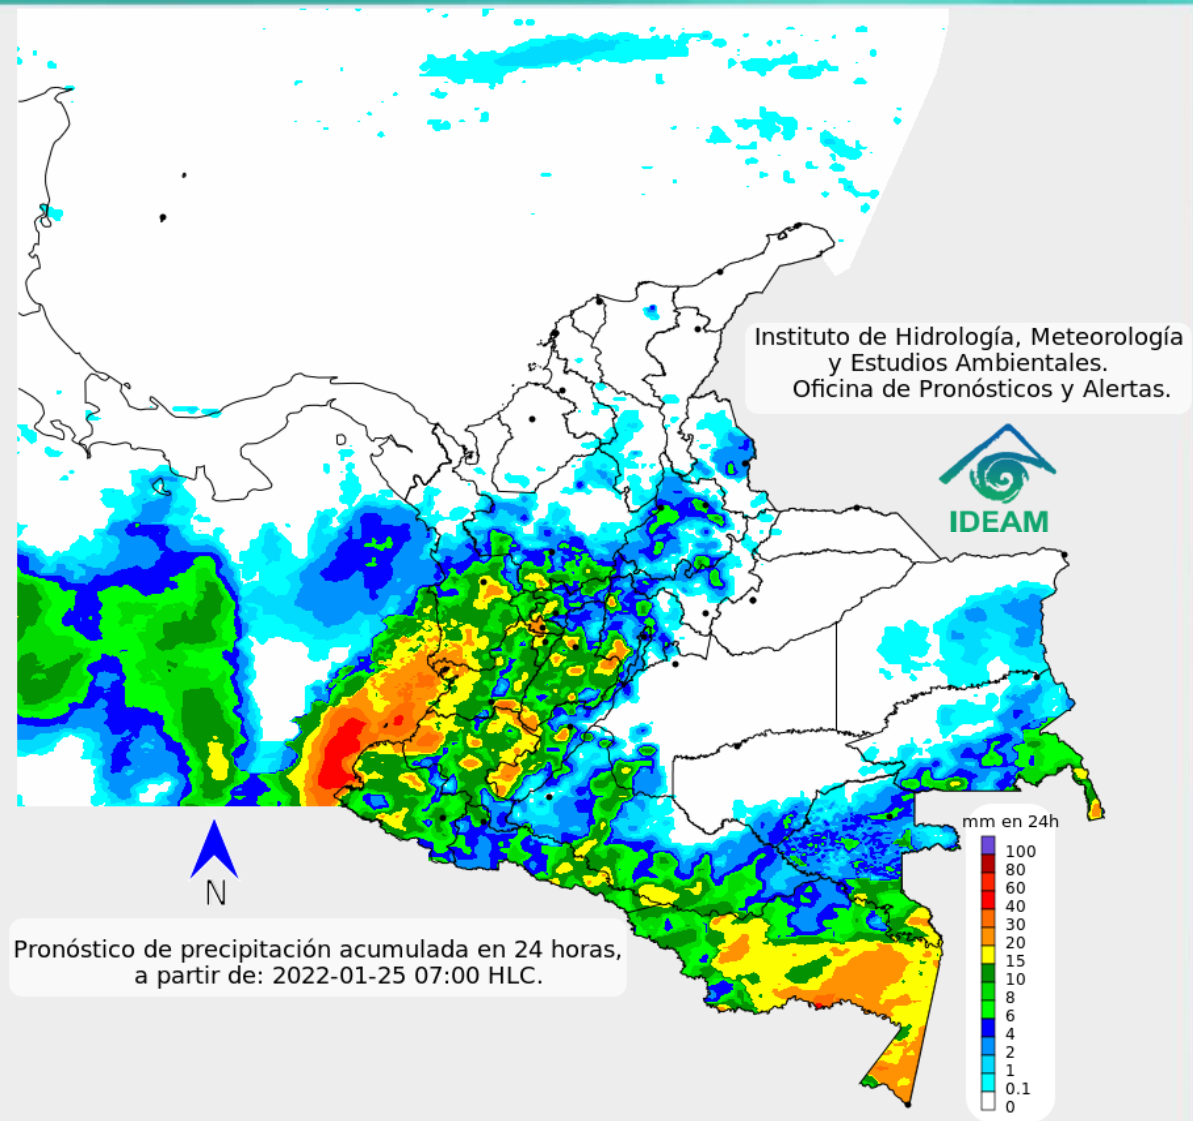 Instituto de Hidrología, Meteorología
y Estudios Ambientales.
Oficina de Pronósticos y Alertas.
IDEAM
N
Pronóstico de precipitación acumulada en 24 horas,
a partir de: 2022-01-25 07:00 HLC.
mm en 24h
100
80
60
40
30
20
15
10
8
6
4
2
1
0.1
0